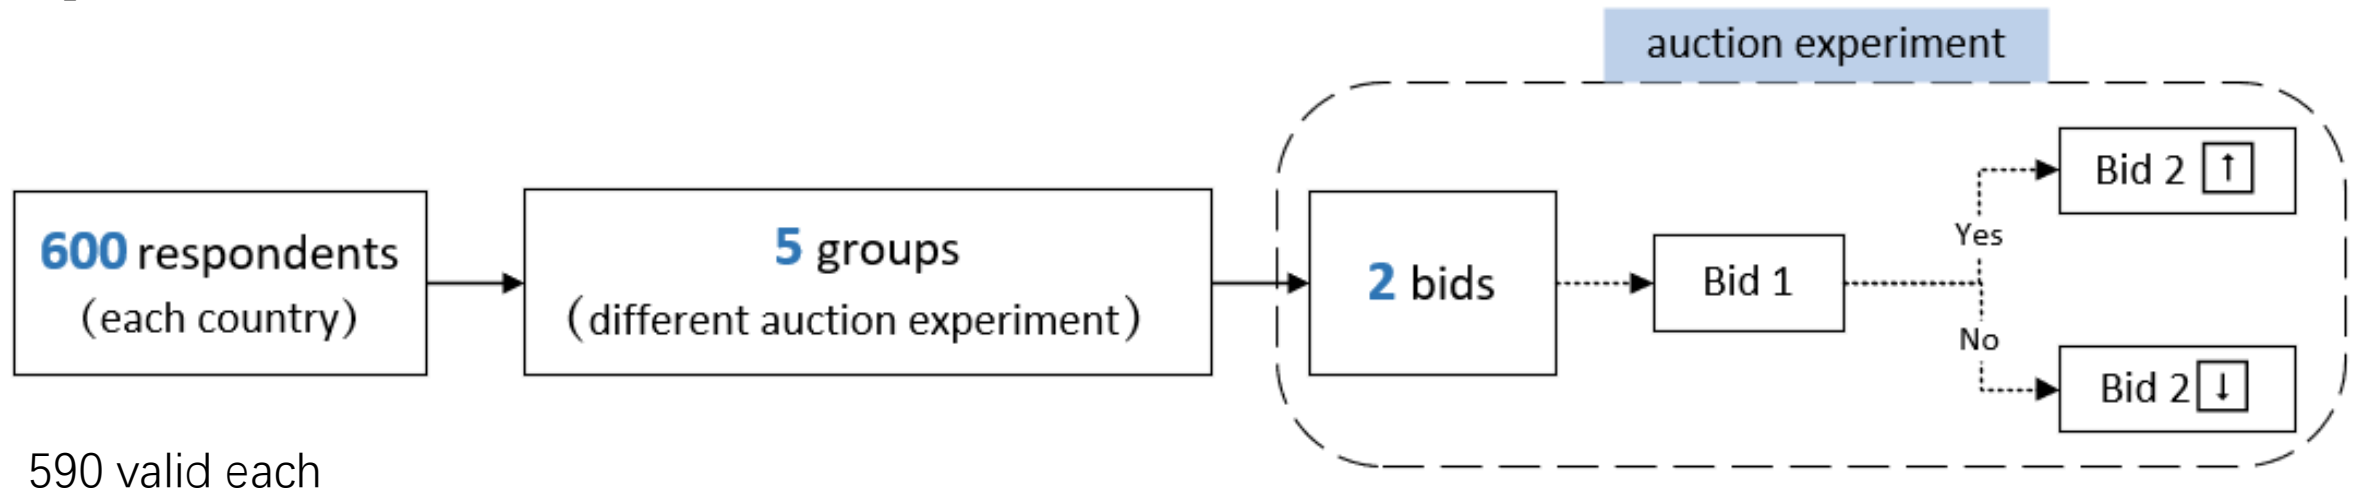 auction experiment
600 respondents
(each country)
5 groups
(different auction experiment)
2 bids
Bid 1
Yes
No
Bid 2 ↑
Bid 2 ↓
590 valid each